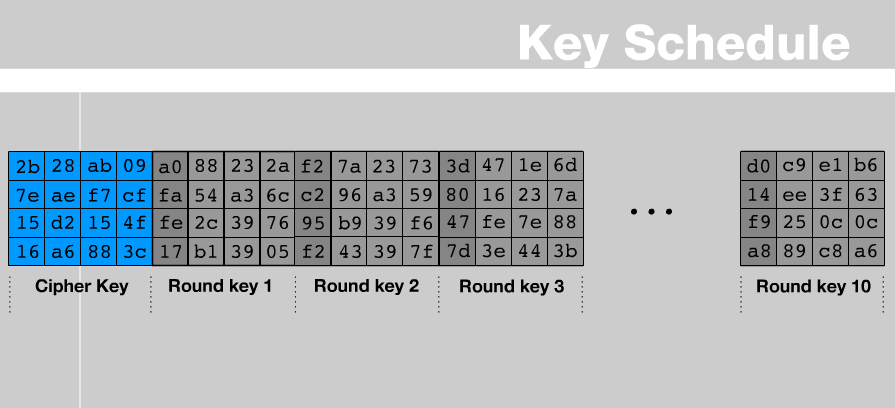 Key Schedule
2b 28 ab 09 a0 88 23 2a f2 7a 23 73 3d 47 1e 6d d0 c9 e1 b6
7e ae f7 cf fa 54 a3 6c c2 96 a3 59 80 16 23 7a 14 ee 3f 63
15 d2 15 4f fe 2c 39 76 95 b9 39 f6 47 fe 7e 88 f9 25 0c 0c
16 a6 88 3c 17 b1 39 05 f2 43 39 7f 7d 3e 44 3b a8 89 c8 a6
...
Cipher Key Round key 1 Round key 2 Round key 3 Round key 10